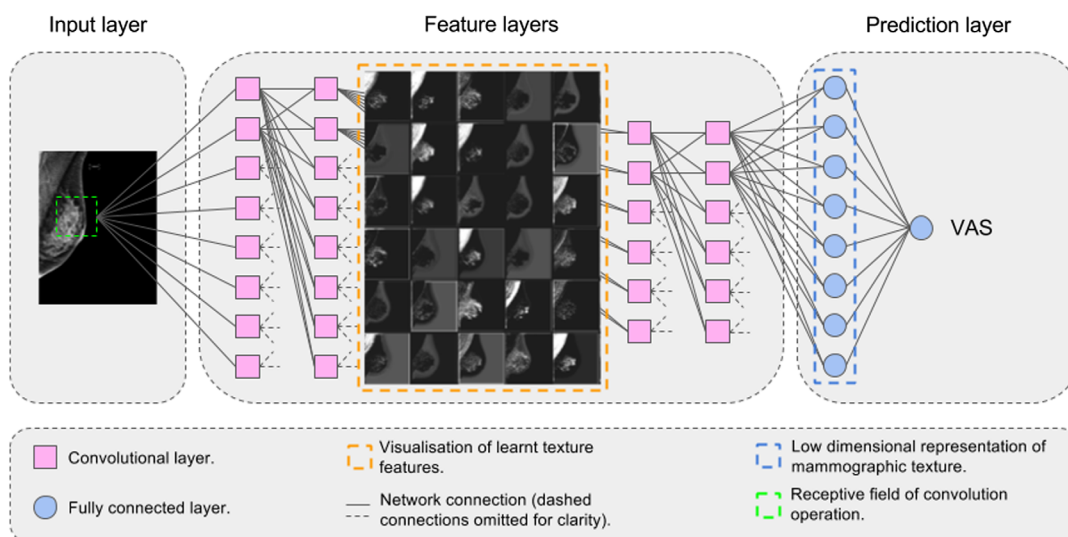 Input layer
Feature layers
Prediction layer
VAS
Convolutional layer.
Fully connected layer.
Visualisation of learnt texture
features.
Network connection (dashed
connections omitted for clarity).
Low dimensional representation of
mammographic texture.
Receptive field of convolution
operation.